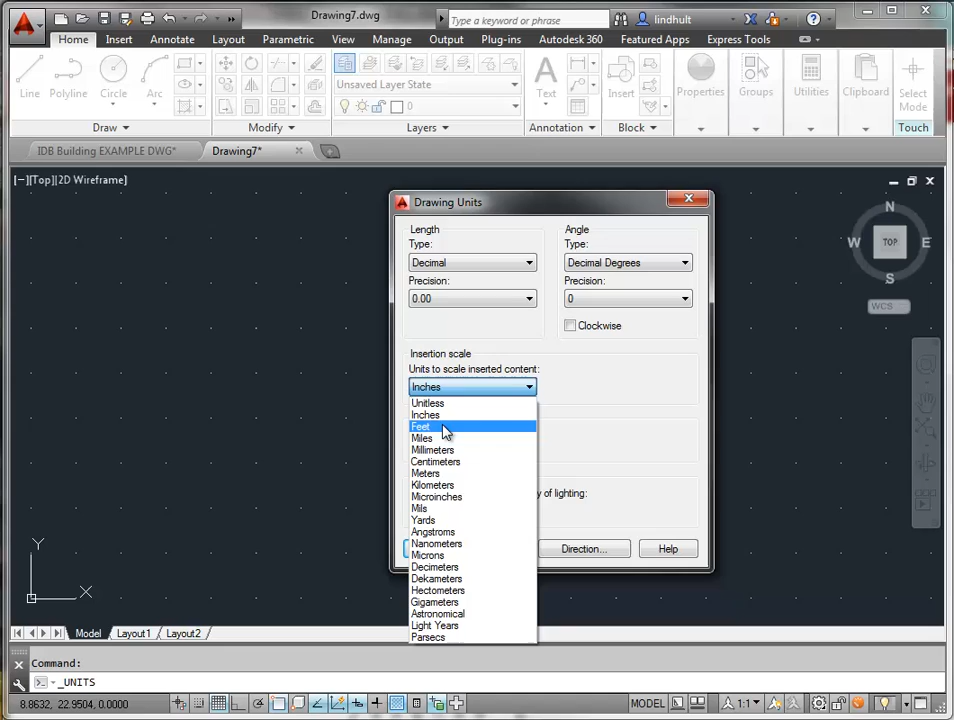 Drawing7.dwg
Type a keyword or phrase
lindhult
Home Insert Annotate Layout Parametric View Manage Output Plug-ins Autodesk 360 Featured Apps Express Tools
Unsaved Layer State
0
Line Polyline Circle Arc
Text Insert Properties Groups Utilities Clipboard Select Mode
Draw Modify Layers Annotation Block Touch
IDB Building EXAMPLE DWG* Drawing7*
[−][Top][2D Wireframe]
N
W TOP E
S
WCS
Drawing Units
Length Angle
Type: Type:
Decimal Decimal Degrees
Precision: Precision:
0.00 0
Clockwise
Insertion scale
Units to scale inserted content:
Inches
Unitless
Inches
Feet
Miles
Millimeters
Centimeters
Meters
Kilometers
Microinches
y of lighting:
Mils
Yards
Angstroms
Nanometers
Direction... Help
Microns
Decimeters
Dekameters
Hectometers
Gigameters
Astronomical
Light Years
Parsecs
Y
X
Model Layout1 Layout2
Command:
_UNITS
8.8632, 22.9504, 0.0000 MODEL 1:1